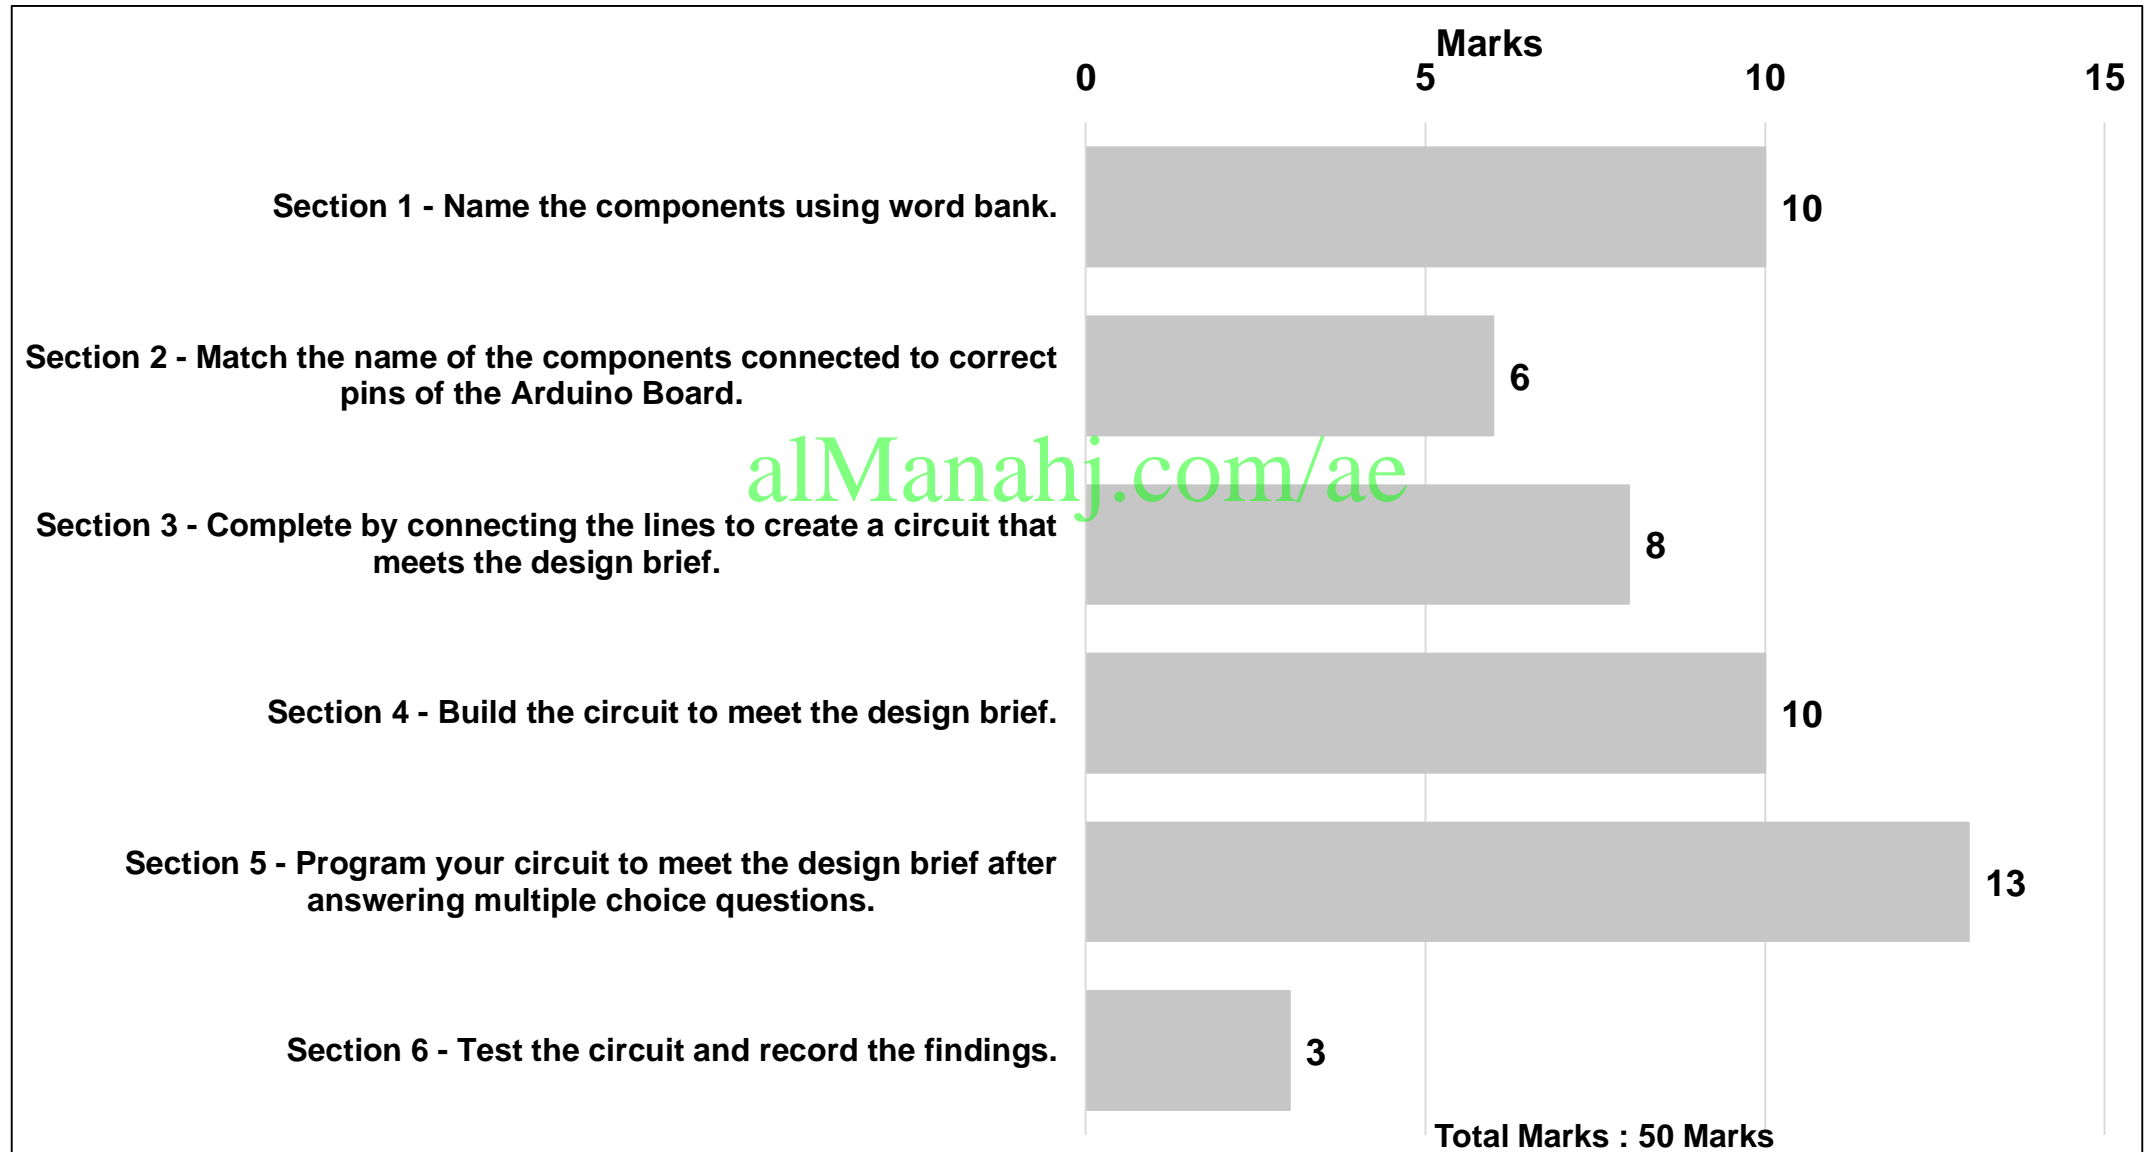 Marks
0 5 10 15
Section 1 - Name the components using word bank.
10
Section 2 - Match the name of the components connected to correct
pins of the Arduino Board.
6
alManahj.com/ae
Section 3 - Complete by connecting the lines to create a circuit that
meets the design brief.
8
Section 4 - Build the circuit to meet the design brief.
10
Section 5 - Program your circuit to meet the design brief after
answering multiple choice questions.
13
Section 6 - Test the circuit and record the findings.
3
Total Marks : 50 Marks